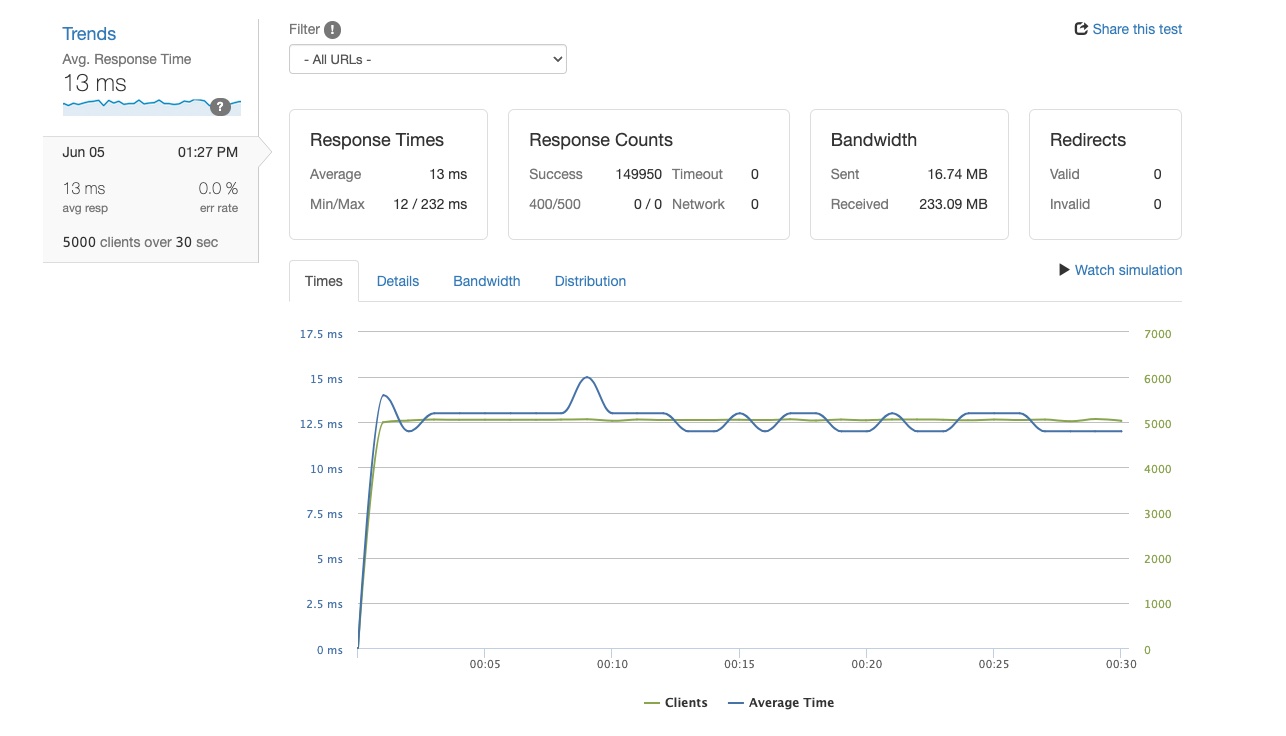 Trends
Avg. Response Time
13 ms
?
Jun 05 01:27 PM
13 ms 0.0 %
avg resp err rate
5000 clients over 30 sec
Filter !
- All URLs -
Share this test
Response Times
Average 13 ms
Min/Max 12 / 232 ms
Response Counts
Success 149950 Timeout 0
400/500 0 / 0 Network 0
Bandwidth
Sent 16.74 MB
Received 233.09 MB
Redirects
Valid 0
Invalid 0
Times Details Bandwidth Distribution
Watch simulation
17.5 ms 7000
15 ms 6000
12.5 ms 5000
10 ms 4000
7.5 ms 3000
5 ms 2000
2.5 ms 1000
0 ms 0
00:05 00:10 00:15 00:20 00:25 00:30
Clients Average Time